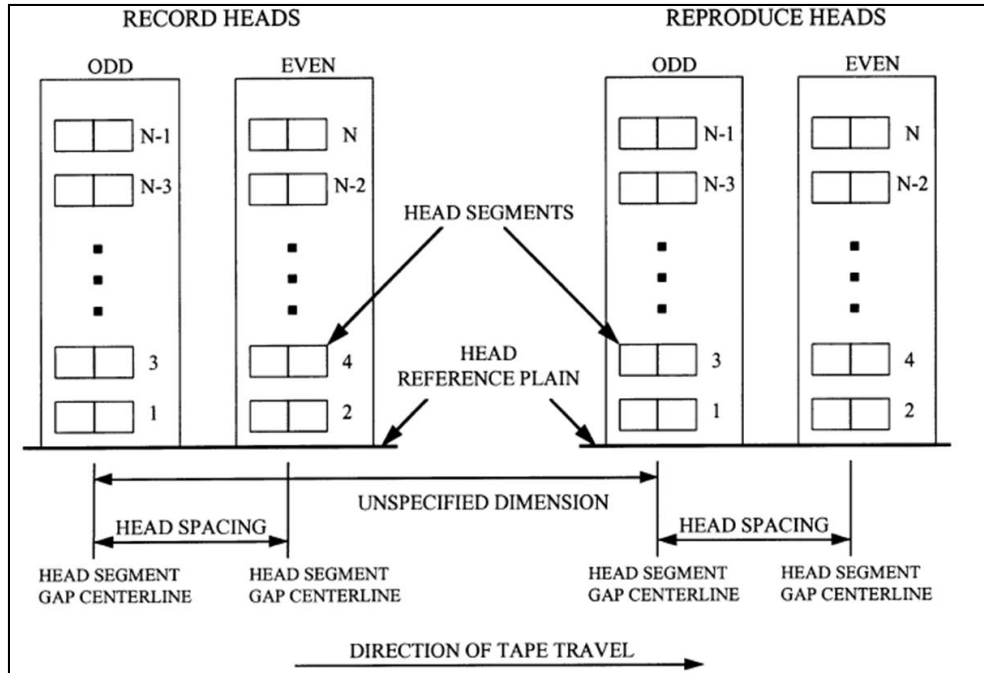 RECORD HEADS
REPRODUCE HEADS
ODD
EVEN
ODD
EVEN
N-1
N
N-1
N
N-3
N-2
N-3
N-2
HEAD SEGMENTS
3
4
HEAD
REFERENCE PLAIN
3
4
1
2
1
2
UNSPECIFIED DIMENSION
HEAD SPACING
HEAD SPACING
HEAD SEGMENT
GAP CENTERLINE
HEAD SEGMENT
GAP CENTERLINE
HEAD SEGMENT
GAP CENTERLINE
HEAD SEGMENT
GAP CENTERLINE
DIRECTION OF TAPE TRAVEL